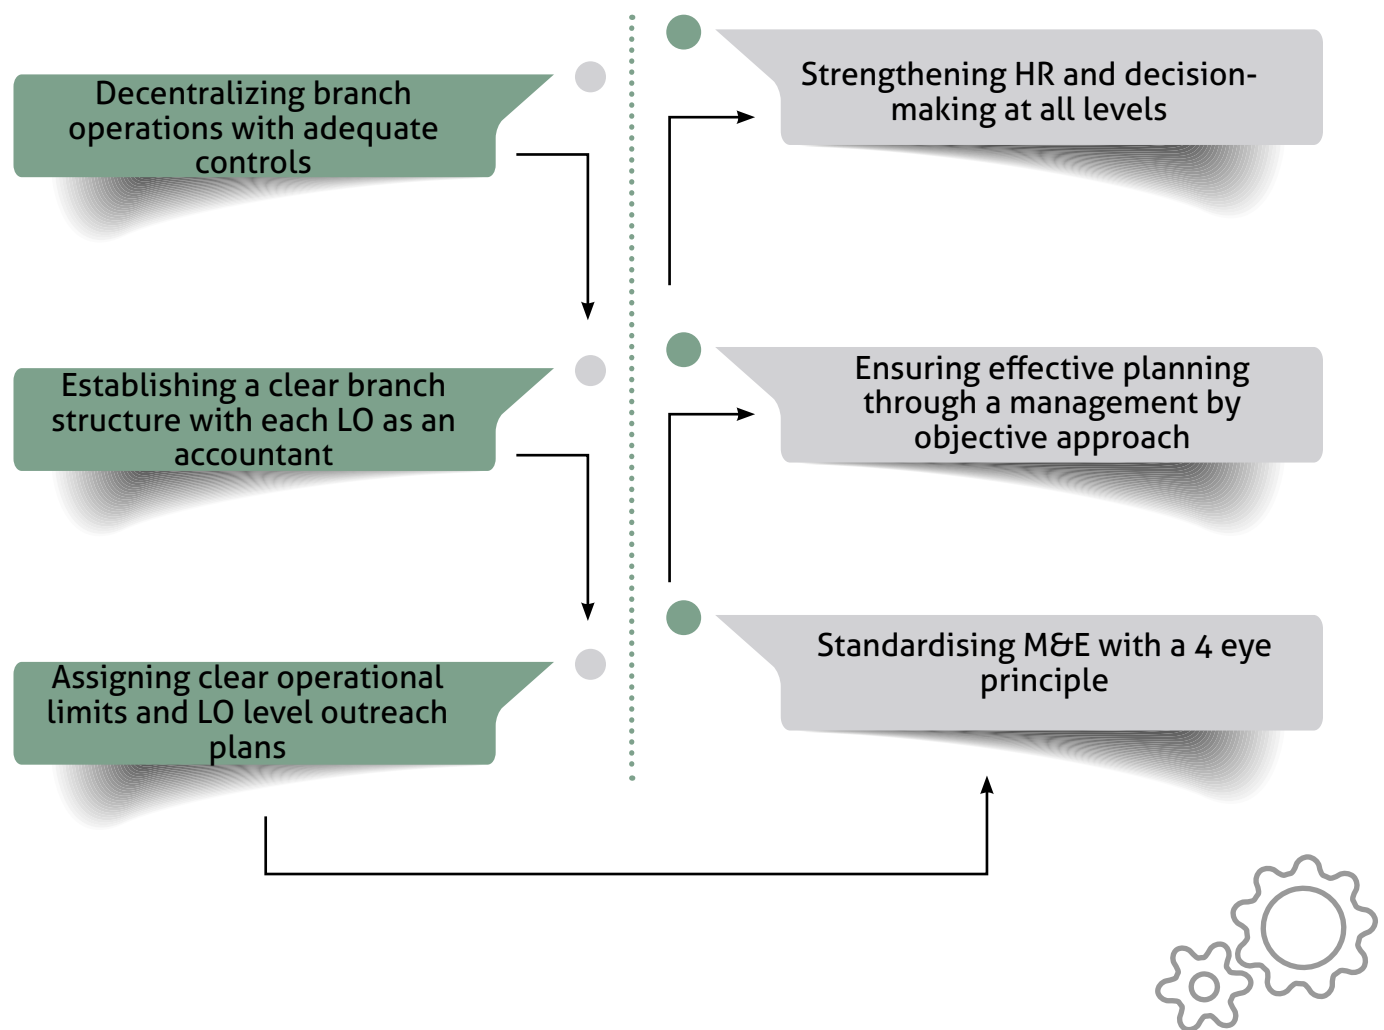 Decentralizing branch
operations with adequate
controls
Establishing a clear branch
structure with each LO as an
accountant
Assigning clear operational
limits and LO level outreach
plans
Strengthening HR and decision-
making at all levels
Ensuring effective planning
through a management by
objective approach
Standardising M&E with a 4 eye
principle